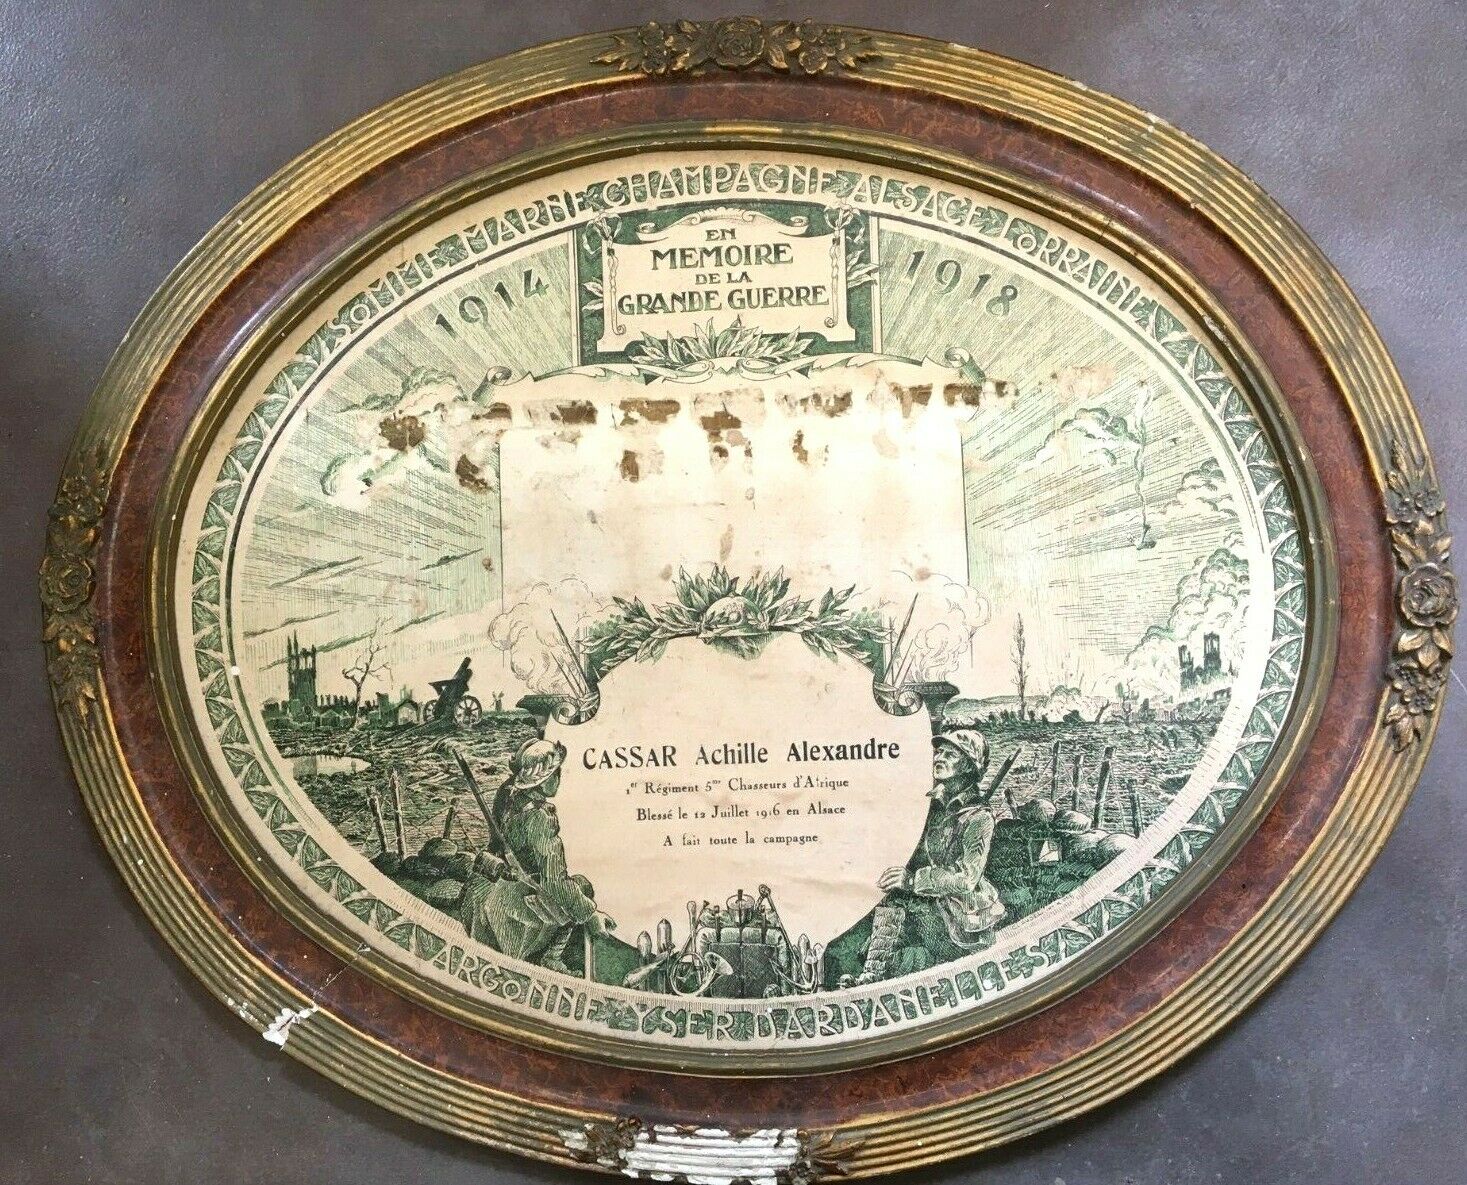 SOMME · MARNE · CHAMPAGNE · ALSACE · LORRAINE
EN
MEMOIRE
DE LA
GRANDE GUERRE
1914
1918
CASSAR Achille Alexandre
1er Régiment 5me Chasseurs d'Afrique
Blessé le 12 Juillet 1916 en Alsace
A fait toute la campagne
ARGONNE · YSER · DARDANELLES